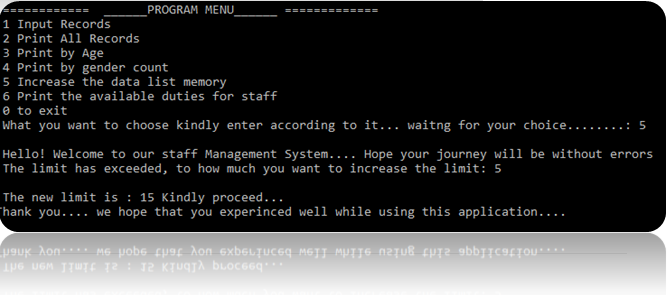 ============= ______PROGRAM MENU______ =============
1 Input Records
2 Print All Records
3 Print by Age
4 Print by gender count
5 Increase the data list memory
6 Print the available duties for staff
0 to exit
What you want to choose kindly enter according to it... waitng for your choice........: 5
Hello! Welcome to our staff Management System.... Hope your journey will be without errors
The limit has exceeded, to how much you want to increase the limit: 5
The new limit is : 15 Kindly proceed...
Thank you.... we hope that you experinced well while using this application....